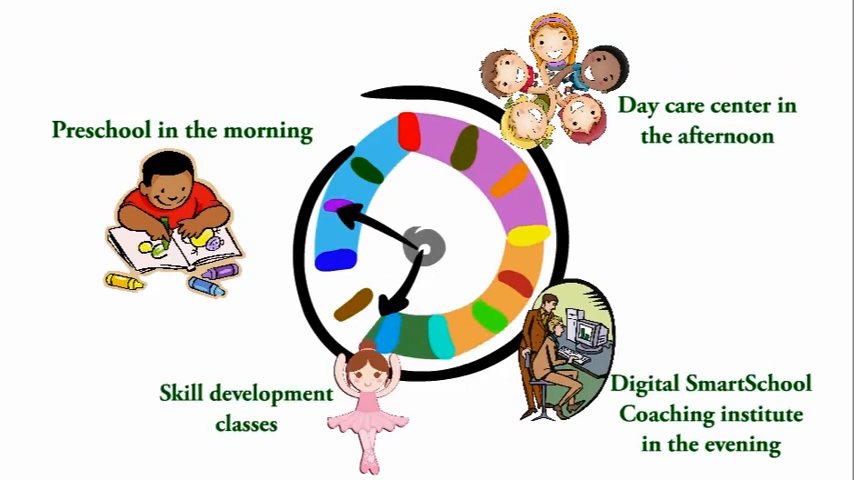 Preschool in the morning
Day care center in
the afternoon
Skill development
classes
Digital SmartSchool
Coaching institute
in the evening